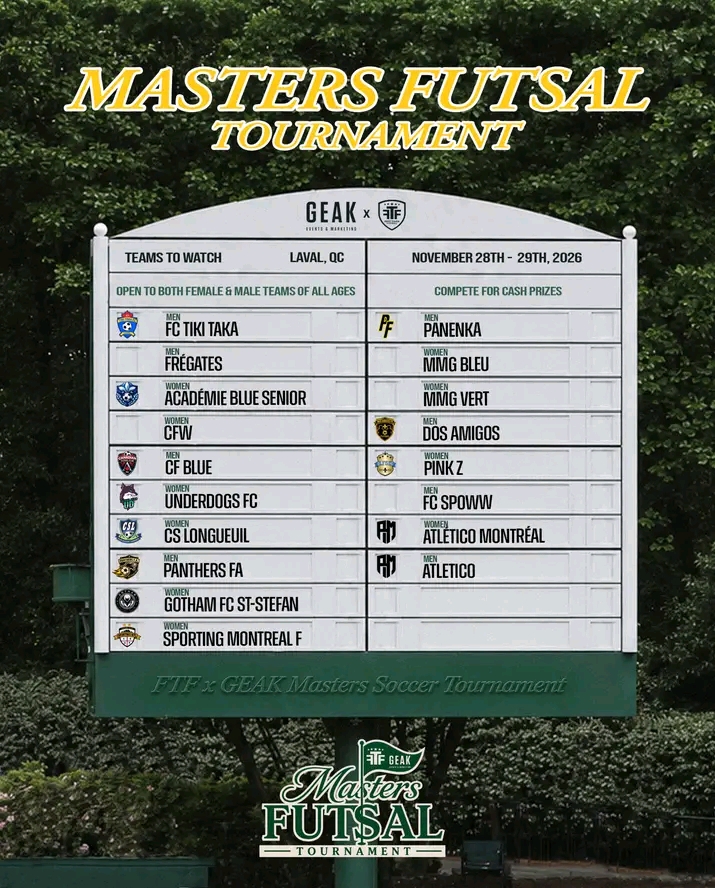 MASTERS FUTSAL
TOURNAMENT
GEAK x FTF
EVENTS & MARKETING
TEAMS TO WATCH LAVAL, QC
NOVEMBER 28TH - 29TH, 2026
OPEN TO BOTH FEMALE & MALE TEAMS OF ALL AGES
COMPETE FOR CASH PRIZES
MEN
FC TIKI TAKA
MEN
FRÉGATES
WOMEN
ACADÉMIE BLUE SENIOR
WOMEN
CFW
MEN
CF BLUE
WOMEN
UNDERDOGS FC
WOMEN
CS LONGUEUIL
MEN
PANTHERS FA
WOMEN
GOTHAM FC ST-STEFAN
WOMEN
SPORTING MONTREAL F
PF
MEN
PANENKA
WOMEN
MMG BLEU
WOMEN
MMG VERT
MEN
DOS AMIGOS
WOMEN
PINK Z
MEN
FC SPOWW
WOMEN
ATLÉTICO MONTRÉAL
MEN
ATLETICO
CSL
AM
AM
FTF x GEAK Masters Soccer Tournament
FTF GEAK
Masters
FUTSAL
TOURNAMENT